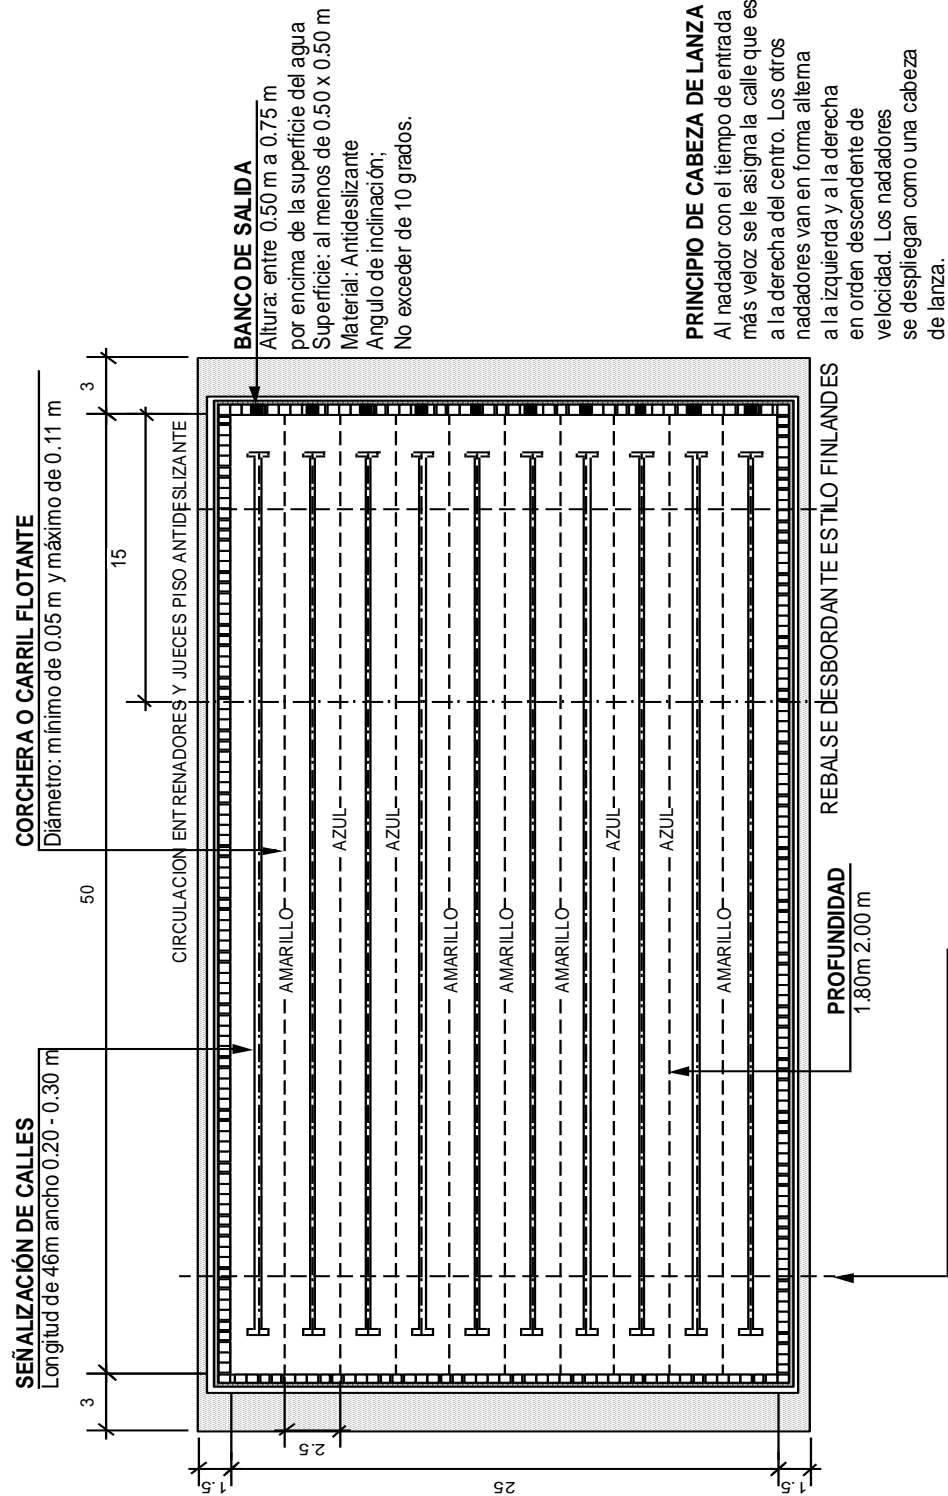 SEÑALIZACIÓN DE CALLES
Longitud de 46m ancho 0.20 - 0.30 m
CORCHERA O CARRIL FLOTANTE
Diámetro: mínimo de 0.05 m y máximo de 0.11 m
3
50
3
15
CIRCULACION ENTRENADORES Y JUECES PISO ANTIDESLIZANTE
BANCO DE SALIDA
Altura: entre 0.50 m a 0.75 m
por encima de la superficie del agua
Superficie: al menos de 0.50 x 0.50 m
Material: Antideslizante
Angulo de inclinación;
No exceder de 10 grados.
AMARILLO
AZUL
AZUL
AMARILLO
AMARILLO
AMARILLO
AZUL
AZUL
AMARILLO
1.5
2.5
25
1.5
PROFUNDIDAD
1.80m 2.00 m
REBALSE DESBORDANTE ESTILO FINLANDES
PRINCIPIO DE CABEZA DE LANZA
Al nadador con el tiempo de entrada
más veloz se le asigna la calle que es
a la derecha del centro. Los otros
nadadores van en forma alterna
a la izquierda y a la derecha
en orden descendente de
velocidad. Los nadadores
se despliegan como una cabeza
de lanza.